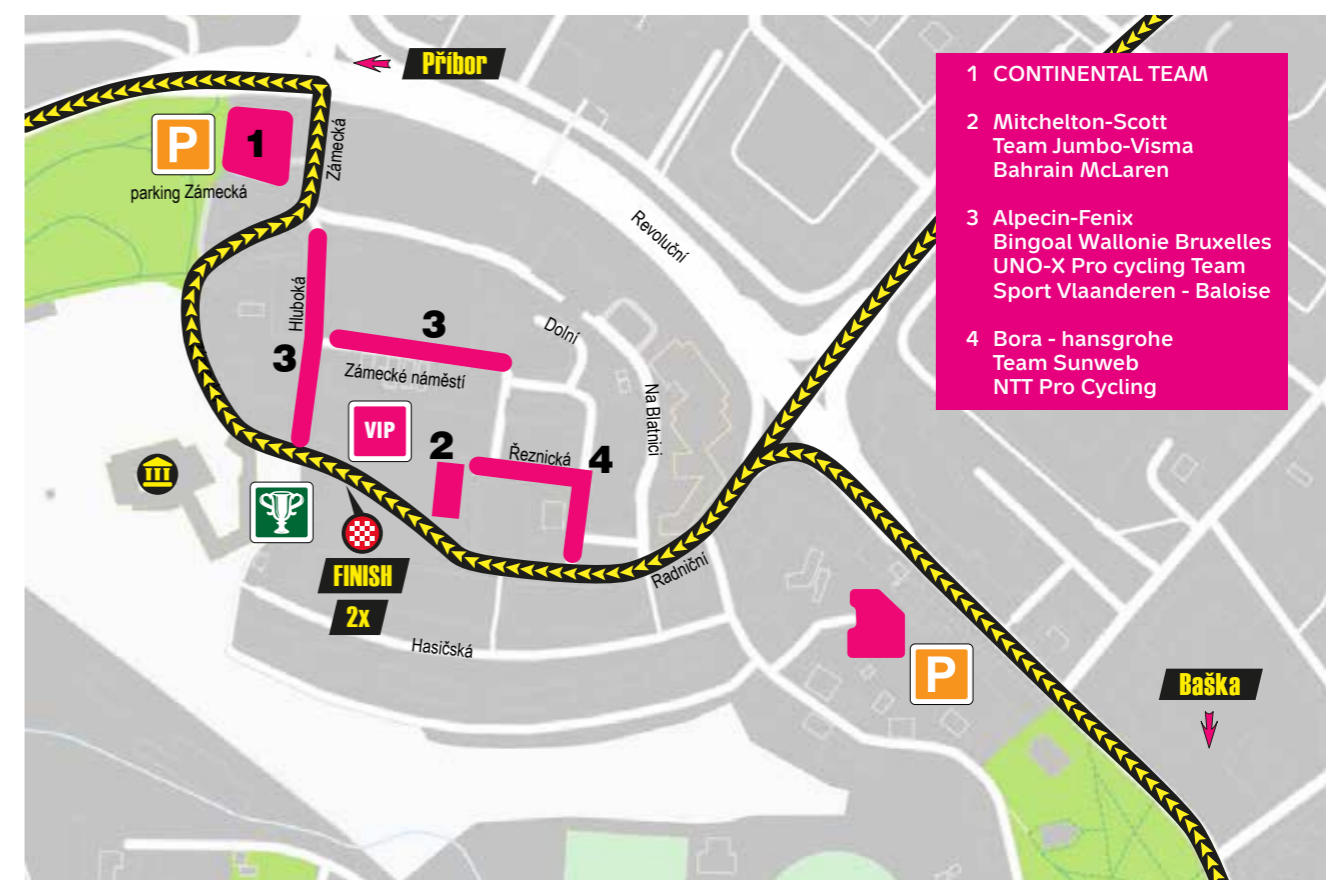 Příbor
1 CONTINENTAL TEAM
2 Mitchelton-Scott
Team Jumbo-Visma
Bahrain McLaren
3 Alpecin-Fenix
Bingoal Wallonie Bruxelles
UNO-X Pro cycling Team
Sport Vlaanderen - Baloise
4 Bora - hansgrohe
Team Sunweb
NTT Pro Cycling
P
1
parking Zámecká
Zámecká
Revoluční
Hluboká
3
3
Dolní
Zámecké náměstí
Na Blatnici
VIP
2
Řeznická
4
FINISH
2x
Radniční
Hasičská
P
Baška